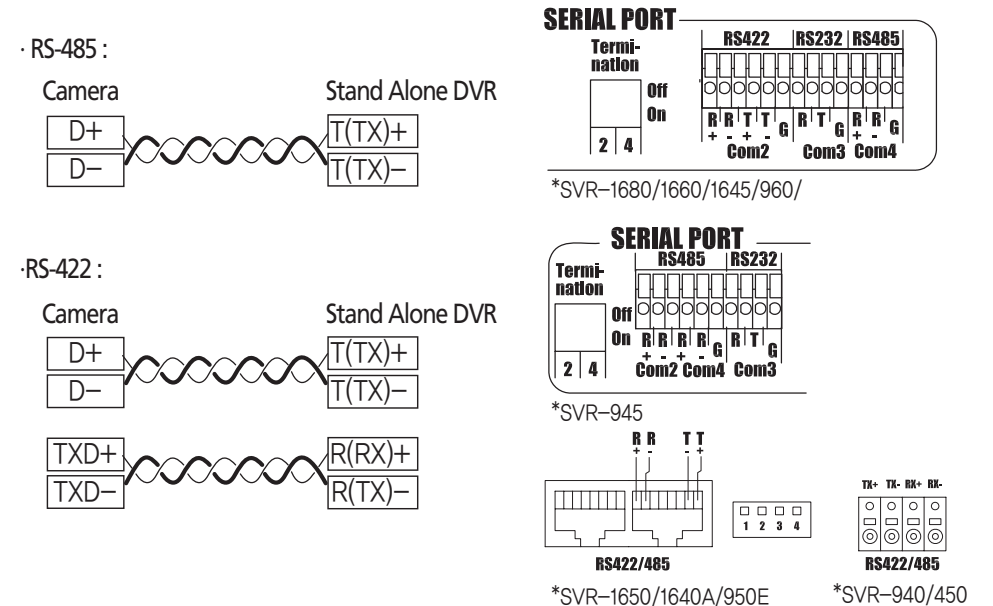 · RS-485 :
Camera
Stand Alone DVR
D+
T(TX)+
D–
T(TX)–
·RS-422 :
Camera
Stand Alone DVR
D+
T(TX)+
D–
T(TX)–
TXD+
R(RX)+
TXD–
R(TX)–
SERIAL PORT
Termi-
nation
RS422 RS232 RS485
Off
On
R R T T G R T G R R G
+ - + - + -
2 4
Com2 Com3 Com4
*SVR–1680/1660/1645/960/
SERIAL PORT
RS485 RS232
Termi-
nation
Off
On
R R R R G R T G
+ - + -
2 4
Com2 Com4 Com3
*SVR–945
R R T T
+ - - +
1 2 3 4
RS422/485
*SVR–1650/1640A/950E
TX+ TX- RX+ RX-
RS422/485
*SVR–940/450